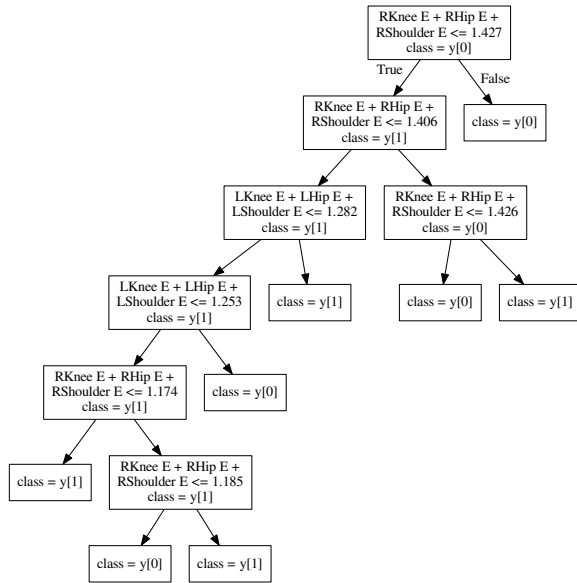 RKnee E + RHip E +
RShoulder E <= 1.427
class = y[0]
True
False
RKnee E + RHip E +
RShoulder E <= 1.406
class = y[1]
class = y[0]
LKnee E + LHip E +
LShoulder E <= 1.282
class = y[1]
RKnee E + RHip E +
RShoulder E <= 1.426
class = y[0]
LKnee E + LHip E +
LShoulder E <= 1.253
class = y[1]
class = y[1]
class = y[0]
class = y[1]
RKnee E + RHip E +
RShoulder E <= 1.174
class = y[1]
class = y[0]
class = y[1]
RKnee E + RHip E +
RShoulder E <= 1.185
class = y[1]
class = y[0]
class = y[1]